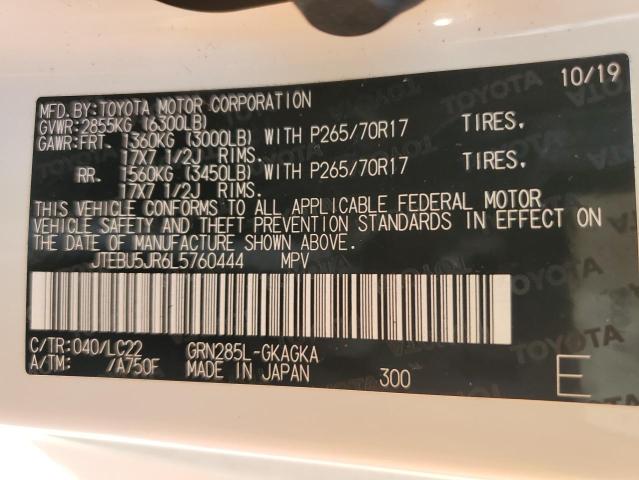 10/19
MFD.BY:TOYOTA MOTOR CORPORATION
GVWR:2855KG (6300LB)
GAWR:FRT. 1360KG (3000LB) WITH P265/70R17 TIRES.
17X7 1/2J RIMS.
RR. 1560KG (3450LB) WITH P265/70R17 TIRES.
17X7 1/2J RIMS.
THIS VEHICLE CONFORMS TO ALL APPLICABLE FEDERAL MOTOR
VEHICLE SAFETY AND THEFT PREVENTION STANDARDS IN EFFECT ON
THE DATE OF MANUFACTURE SHOWN ABOVE.
JTEBU5JR6L5760444 MPV
C/TR:040/LC22 GRN285L-GKAGKA
A/TM: /A750F MADE IN JAPAN 300 E